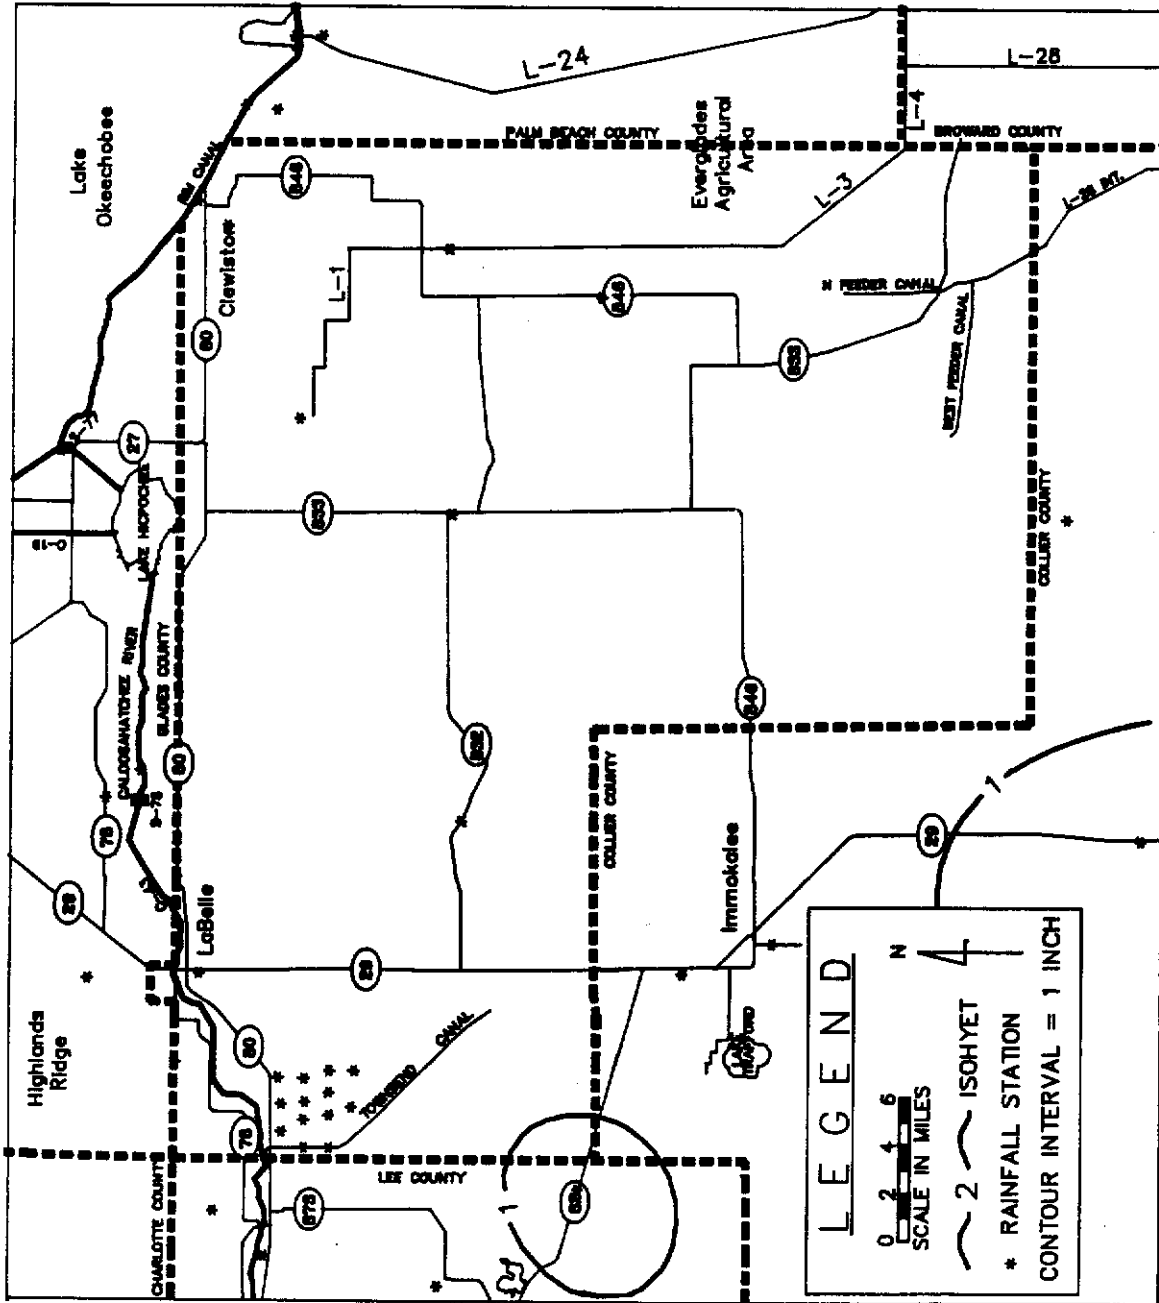 Lake
Okeechobee
L-24
L-28
L-4
PALM BEACH COUNTY
BROWARD COUNTY
RIM CANAL
846
Everglades
Agricultural
Area
L-3
L-28 INT.
Clewiston
L-1
80
846
N FEEDER CANAL
WEST FEEDER CANAL
833
27
LAKE HICPOCHEE
833
COLLIER COUNTY
CALOOSAHATCHEE RIVER
GLADES COUNTY
80
S-78
78
832
846
COLLIER COUNTY
1
29
29
LaBelle
Immokalee
29
Highlands
Ridge
80
TOWNSEND CANAL
LAKE
TRAFFORD
78
CHARLOTTE COUNTY
LEE COUNTY
1
LEGEND
0 2 4 6
SCALE IN MILES
N
2 ISOHYET
* RAINFALL STATION
CONTOUR INTERVAL = 1 INCH